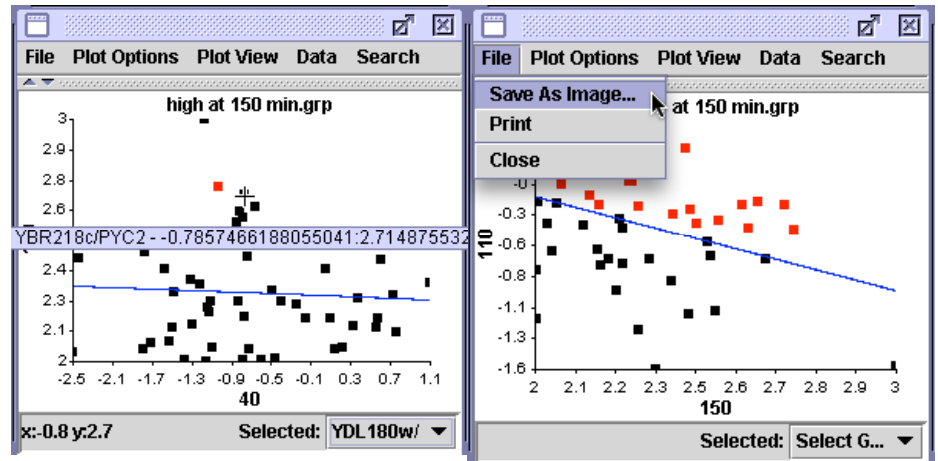 File Plot Options Plot View Data Search
high at 150 min.grp
3
2.9
2.8
2.6
YBR218c/PYC2 - -0.7857466188055041:2.714875532
2.4
2.3
2.1
2
-2.5 -2.1 -1.7 -1.3 -0.9 -0.5 -0.1 0.3 0.7 1.1
40
x:-0.8 y:2.7 Selected: YDL180w/
File Plot Options Plot View Data Search
Save As Image...
Print
Close
at 150 min.grp
-0
-0.3
110
-0.6
-0.8
-1.1
-1.3
-1.6
2 2.1 2.2 2.3 2.4 2.5 2.6 2.7 2.8 2.9 3
150
Selected: Select G...